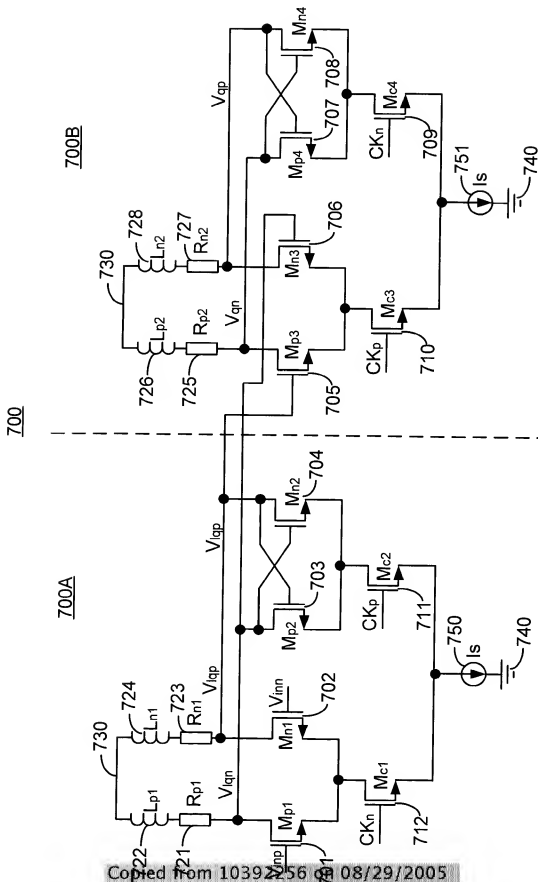 700
700A
700B
730
722
Lp1
724
Ln1
721
Rp1
723
Rn1
Vlqp
Vlqn
Vlqp
Vinp
701
Mp1
Vinn
702
Mn1
703
Mp2
704
Mn2
CKn
Mc1
712
CKp
Mc2
711
750
Is
740
730
726
Lp2
728
Ln2
725
Rp2
727
Rn2
Vqn
Vqp
705
Mp3
706
Mn3
707
Mp4
708
Mn4
CKp
Mc3
710
CKn
Mc4
709
751
Is
740
Copied from 10392256 on 08/29/2005